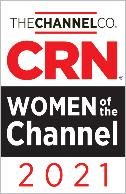 THECHANNELCO.
CRN
WOMEN of the
Channel
2021